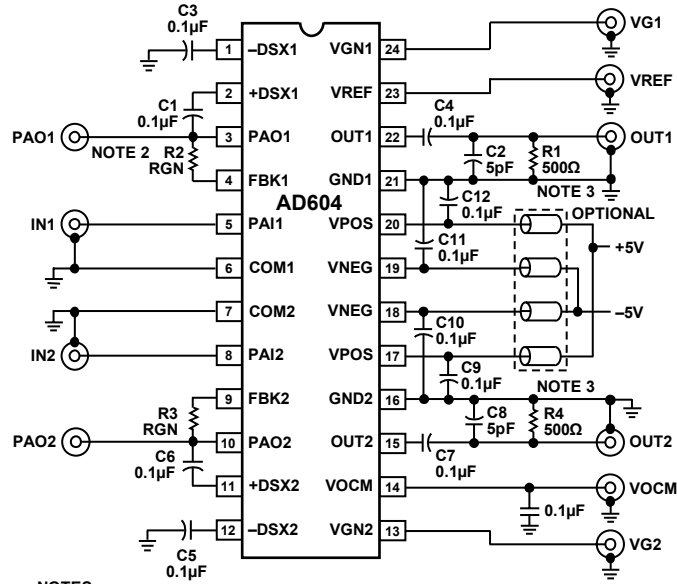 C3
0.1µF
1
–DSX1
VGN1
24
VG1
2
+DSX1
VREF
23
VREF
C1
0.1µF
C4
0.1µF
PAO1
3
PAO1
OUT1
22
OUT1
NOTE 2
R2
RGN
C2
5pF
R1
500Ω
4
FBK1
GND1
21
NOTE 3
AD604
C12
0.1µF
OPTIONAL
IN1
5
PAI1
VPOS
20
+5V
C11
0.1µF
6
COM1
VNEG
19
7
COM2
VNEG
18
–5V
C10
0.1µF
IN2
8
PAI2
VPOS
17
C9
0.1µF
NOTE 3
9
FBK2
GND2
16
R3
RGN
C8
5pF
R4
500Ω
PAO2
10
PAO2
OUT2
15
OUT2
C6
0.1µF
C7
0.1µF
11
+DSX2
VOCM
14
VOCM
0.1µF
12
–DSX2
VGN2
13
VG2
C5
0.1µF